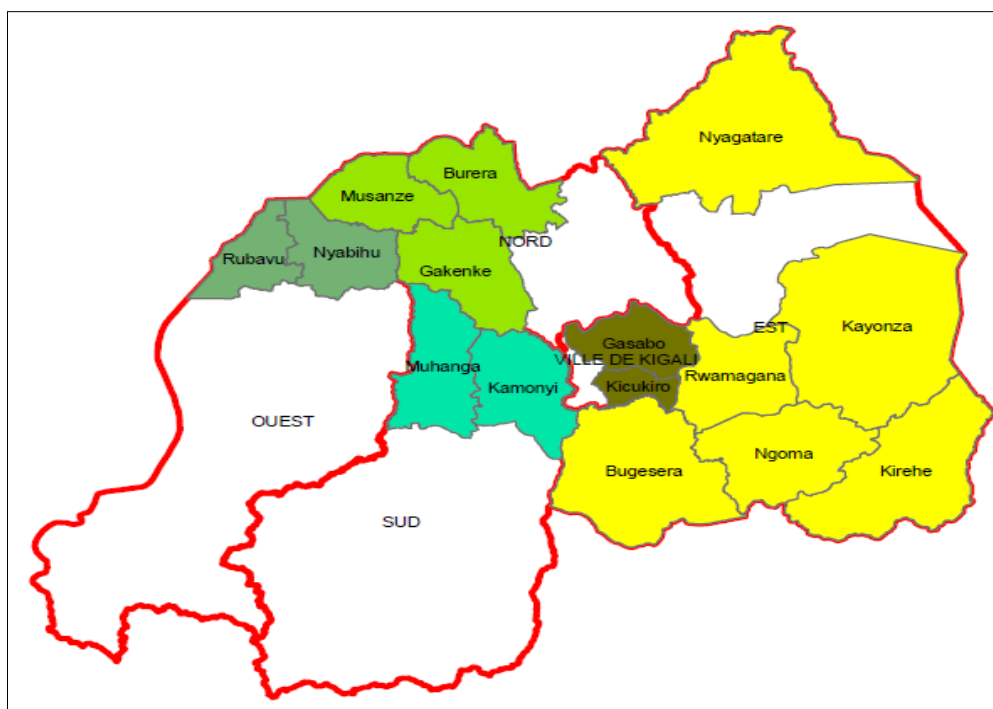 Nyagatare
Burera
Musanze
NORD
Rubavu
Nyabihu
Gakenke
EST
Kayonza
Gasabo
VILLE DE KIGALI
Muhanga
Kamonyi
Kicukiro
Rwamagana
OUEST
Ngoma
Bugesera
Kirehe
SUD